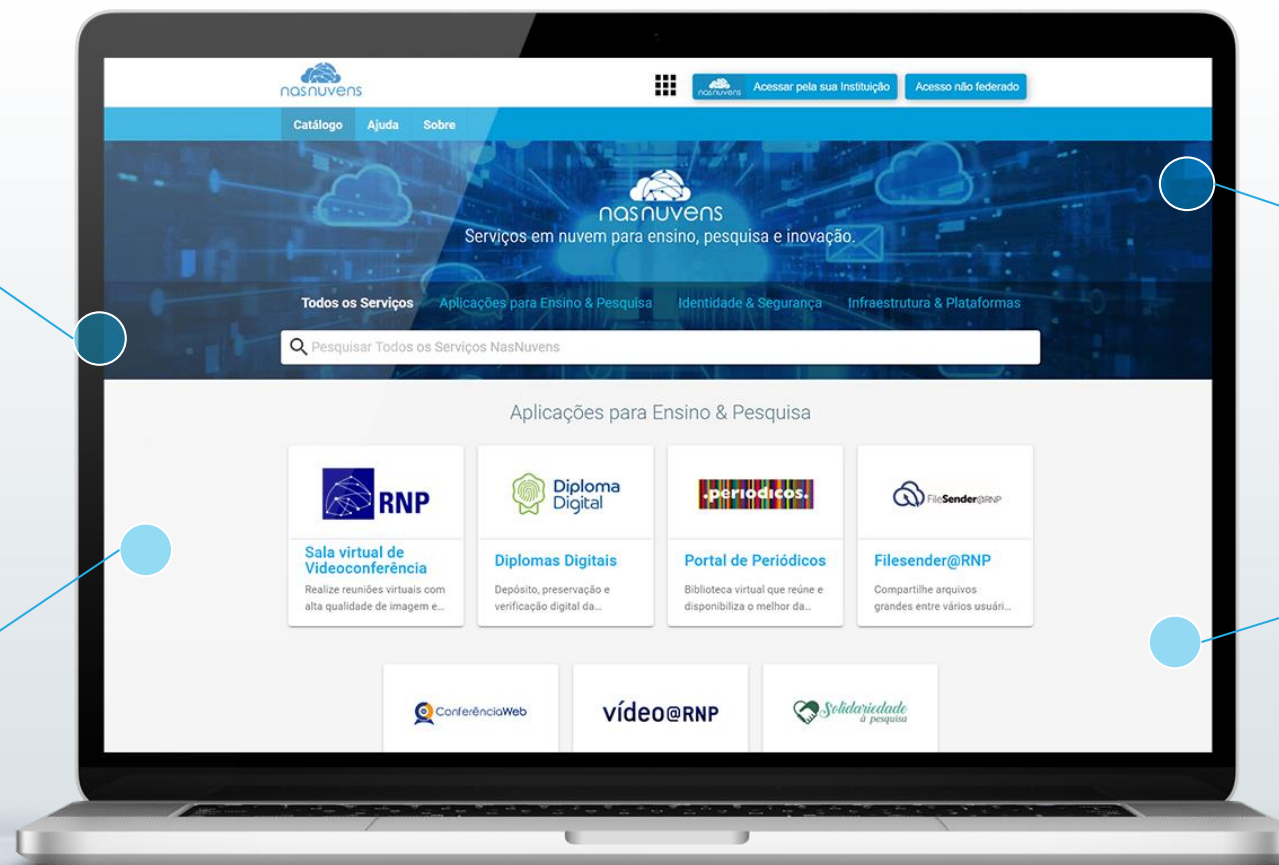 nasnuvens
nasnuvens Acessar pela sua Instituição Acesso não federado
Catálogo Ajuda Sobre
nasnuvens
Serviços em nuvem para ensino, pesquisa e inovação.
Todos os Serviços Aplicações para Ensino & Pesquisa Identidade & Segurança Infraestrutura & Plataformas
Pesquisar Todos os Serviços NasNuvens
Aplicações para Ensino & Pesquisa
RNP
Sala virtual de
Videoconferência
Realize reuniões virtuais com
alta qualidade de imagem e...
Diploma
Digital
Diplomas Digitais
Depósito, preservação e
verificação digital da...
.periodicos.
Portal de Periódicos
Biblioteca virtual que reúne e
disponibiliza o melhor da...
FileSender@RNP
Filesender@RNP
Compartilhe arquivos
grandes entre vários usuári...
ConferênciaWeb
vídeo@RNP
Solidariedade
à pesquisa